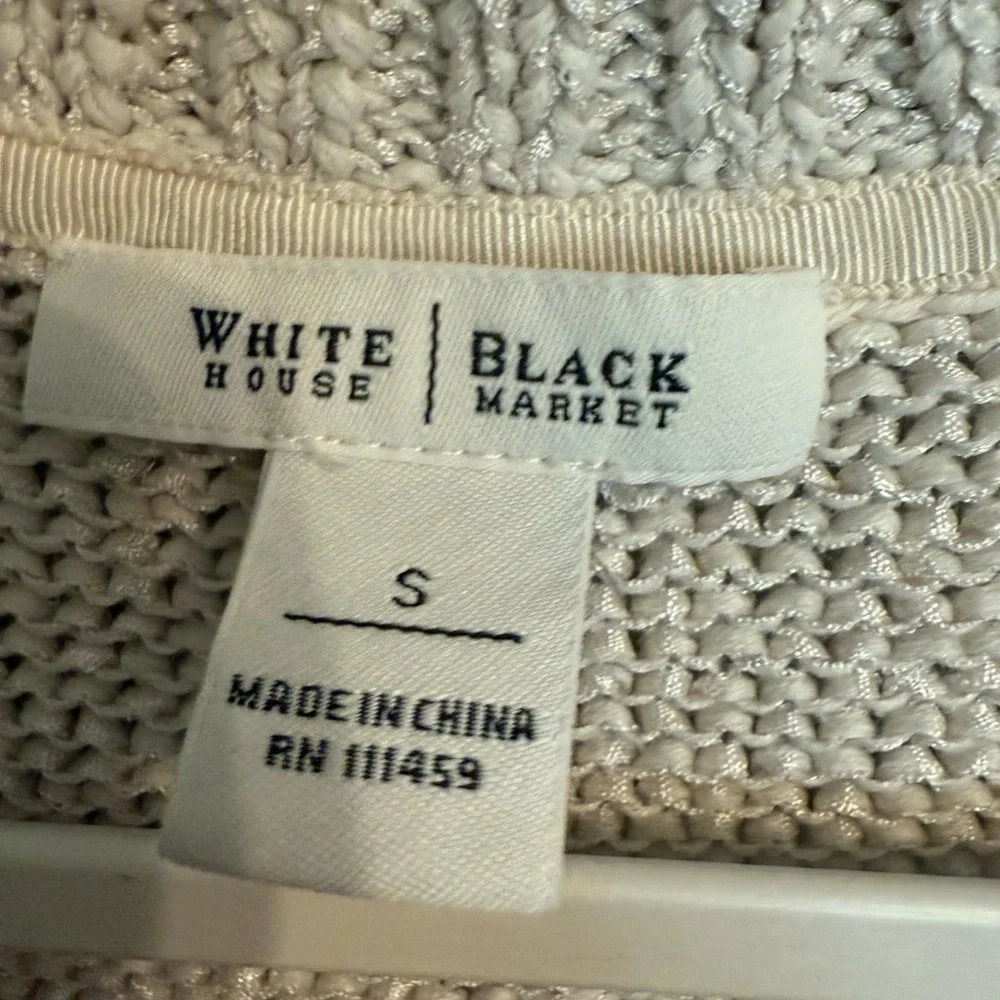 WHITE HOUSE | BLACK MARKET
S
MADE IN CHINA
RN 111459